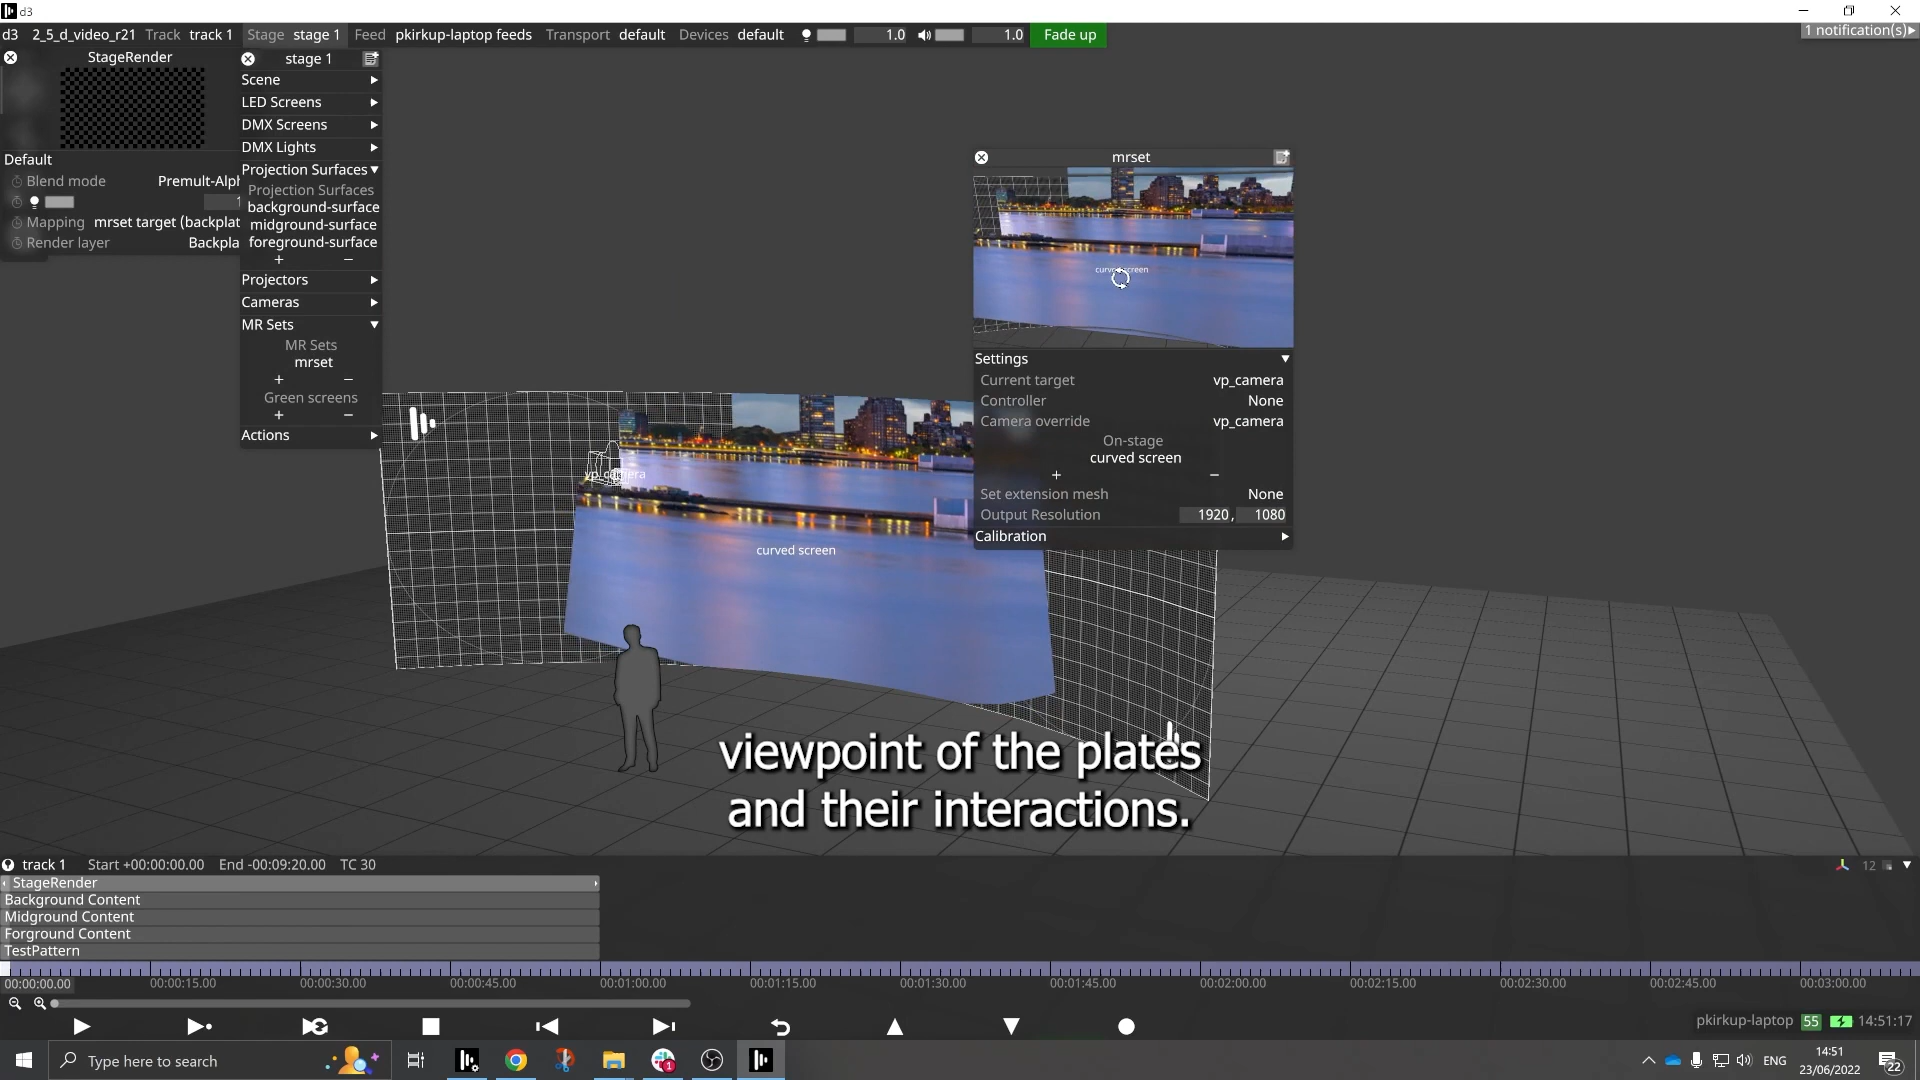 d3
d3 2_5_d_video_r21 Track track 1 Stage stage 1 Feed pkirkup-laptop feeds Transport default Devices default 1.0 1.0 Fade up
1 notification(s)
StageRender
Default
Blend mode Premult-Alph
Mapping mrset target (backplat
Render layer Backpla
stage 1
Scene
LED Screens
DMX Screens
DMX Lights
Projection Surfaces
Projection Surfaces
background-surface
midground-surface
foreground-surface
+ −
Projectors
Cameras
MR Sets
MR Sets
mrset
+ −
Green screens
+ −
Actions
vp_camera
curved screen
mrset
curved screen
Settings
Current target vp_camera
Controller None
Camera override vp_camera
On-stage
curved screen
+ −
Set extension mesh None
Output Resolution 1920, 1080
Calibration
viewpoint of the plates
and their interactions.
track 1 Start +00:00:00.00 End -00:09:20.00 TC 30
12
StageRender
Background Content
Midground Content
Forground Content
TestPattern
00:00:00.00 00:00:15.00 00:00:30.00 00:00:45.00 00:01:00.00 00:01:15.00 00:01:30.00 00:01:45.00 00:02:00.00 00:02:15.00 00:02:30.00 00:02:45.00 00:03:00.00
pkirkup-laptop 55 14:51:17
Type here to search
1
ENG
14:51
23/06/2022
22